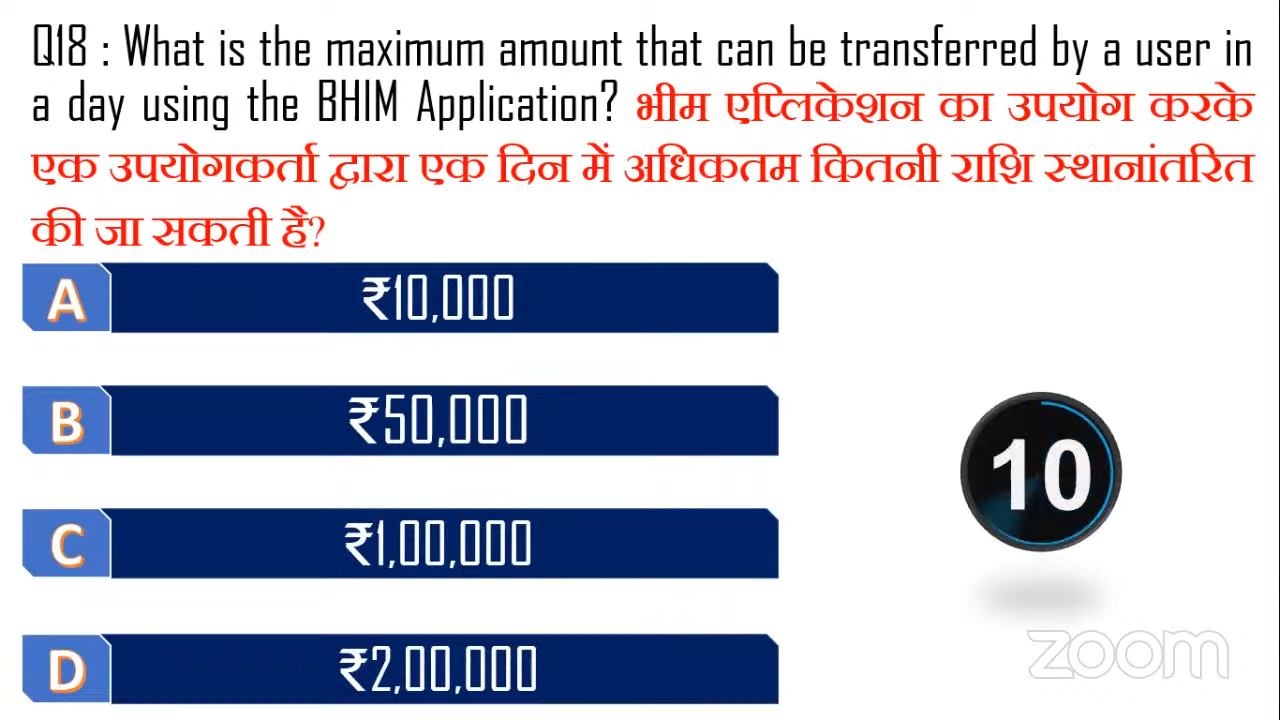 Q18 : What is the maximum amount that can be transferred by a user in
a day using the BHIM Application? भीम एप्लिकेशन का उपयोग करके
एक उपयोगकर्ता द्वारा एक दिन में अधिकतम कितनी राशि स्थानांतरित
की जा सकती है?
A ₹10,000
B ₹50,000
10
C ₹1,00,000
D ₹2,00,000
zoom